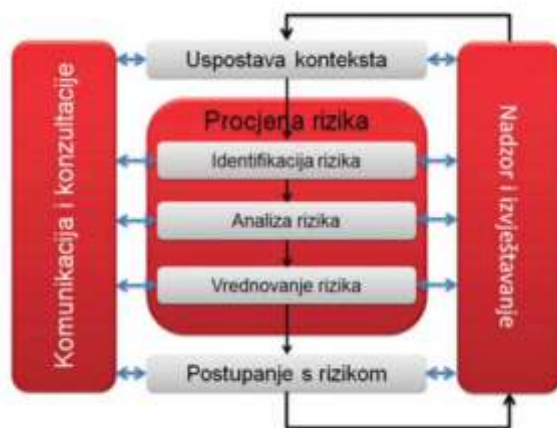 Uspostava konteksta
Komunikacija i konzultacije
Procjena rizika
Identifikacija rizika
Analiza rizika
Vrednovanje rizika
Nadzor i izvještavanje
Postupanje s rizikom